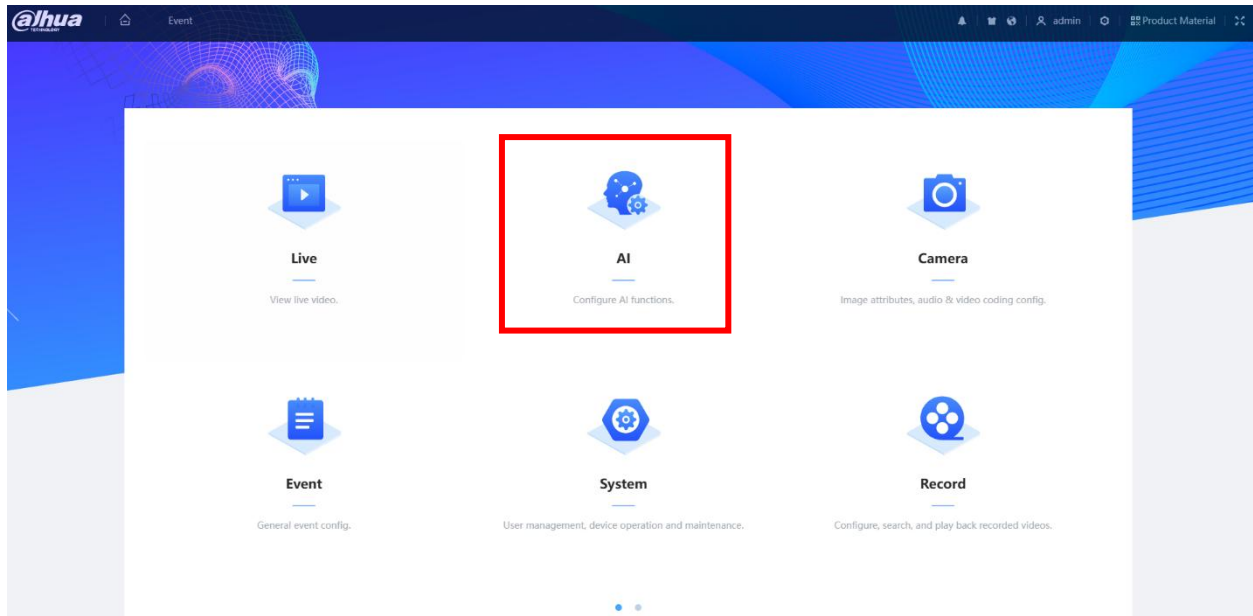 alhua
TECHNOLOGY
Event
admin
Product Material
Live
View live video.
AI
Configure AI functions.
Camera
Image attributes, audio & video coding config.
Event
General event config.
System
User management, device operation and maintenance.
Record
Configure, search, and play back recorded videos.